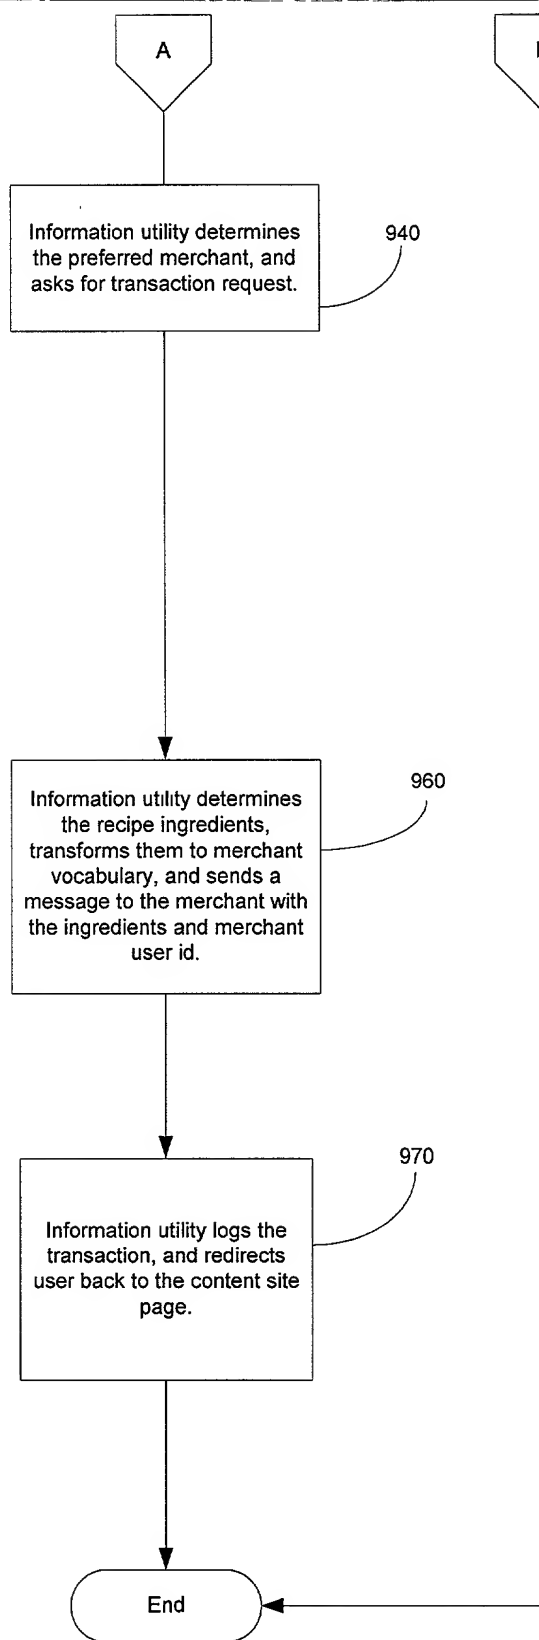 A
Information utility determines
the preferred merchant, and
asks for transaction request.
940
Information utility determines
the recipe ingredients,
transforms them to merchant
vocabulary, and sends a
message to the merchant with
the ingredients and merchant
user id.
960
Information utility logs the
transaction, and redirects
user back to the content site
page.
970
End